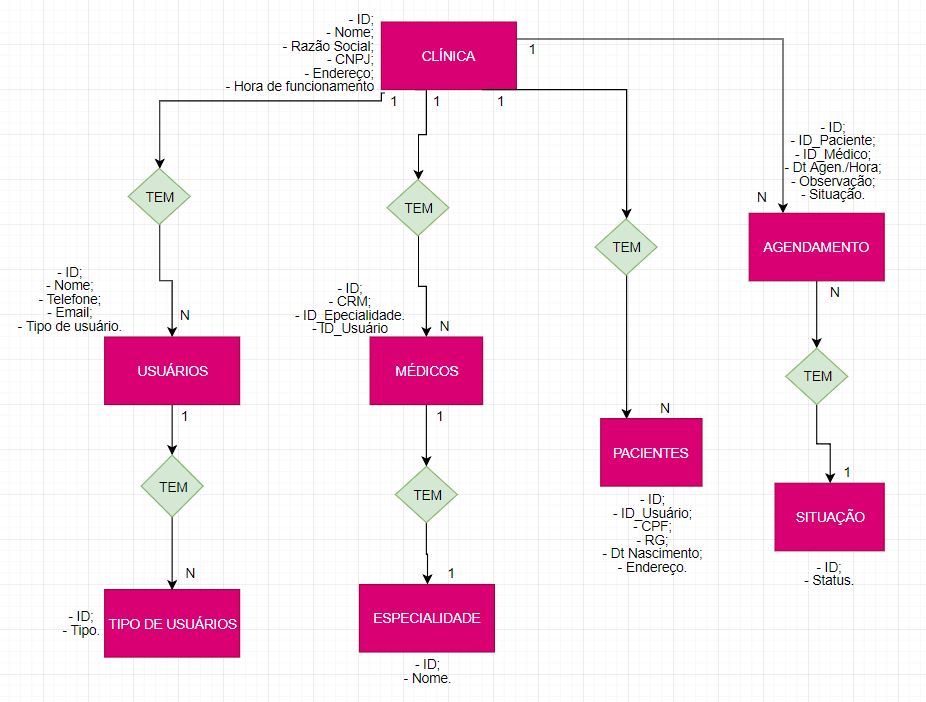 - ID;
- Nome;
- Razão Social;
- CNPJ;
- Endereço;
- Hora de funcionamento
CLÍNICA
1
1
1
1
- ID;
- ID_Paciente;
- ID_Médico;
- Dt Agen./Hora;
- Observação;
- Situação.
N
AGENDAMENTO
N
TEM
TEM
TEM
TEM
- ID;
- Nome;
- Telefone;
- Email;
- Tipo de usuário.
N
USUÁRIOS
1
- ID;
- CRM;
- ID_Epecialidade.
- ID_Usuário
N
MÉDICOS
1
N
PACIENTES
- ID;
- ID_Usuário;
- CPF;
- RG;
- Dt Nascimento;
- Endereço.
1
SITUAÇÃO
- ID;
- Status.
TEM
TEM
N
- ID;
- Tipo.
TIPO DE USUÁRIOS
1
ESPECIALIDADE
- ID;
- Nome.